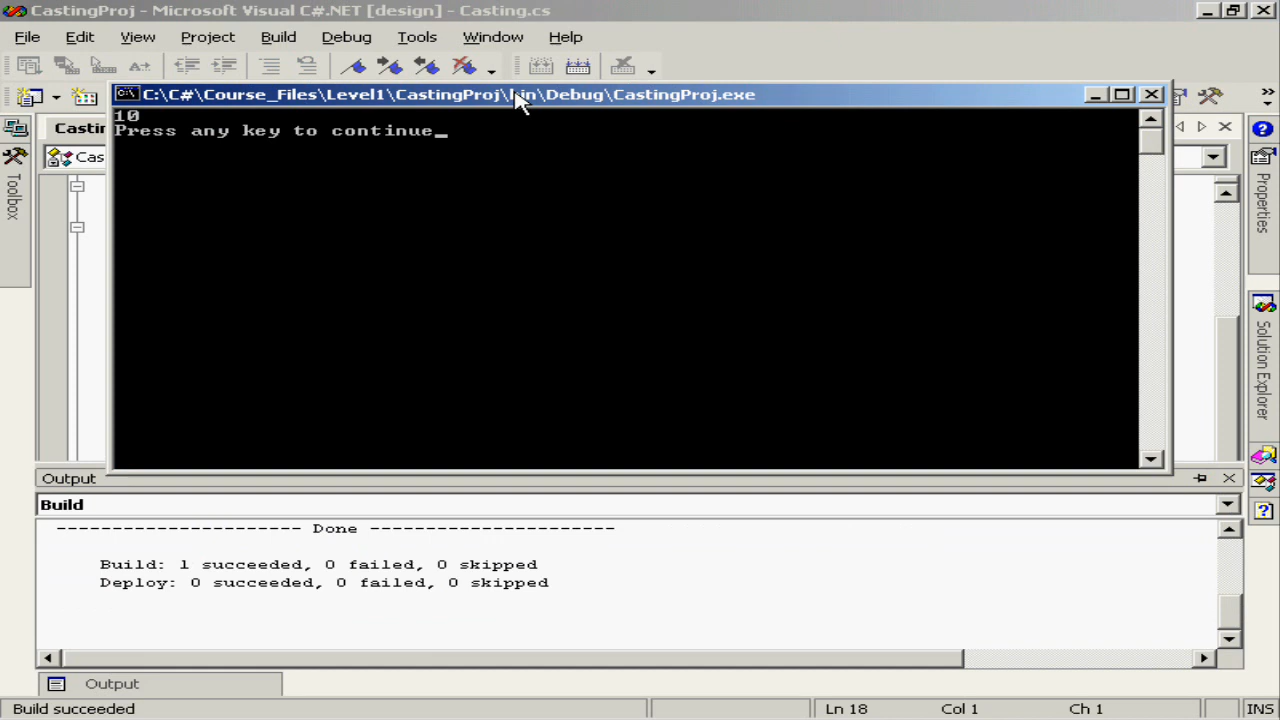 CastingProj - Microsoft Visual C#.NET [design] - Casting.cs
File Edit View Project Build Debug Tools Window Help
C:\ C:\C#\Course_Files\Level1\CastingProj\bin\Debug\CastingProj.exe
10
Press any key to continue_
Castin
Cas
Toolbox
Properties
Solution Explorer
Output
Build
---------------------- Done ----------------------
Build: 1 succeeded, 0 failed, 0 skipped
Deploy: 0 succeeded, 0 failed, 0 skipped
Output
Build succeeded Ln 18 Col 1 Ch 1 INS